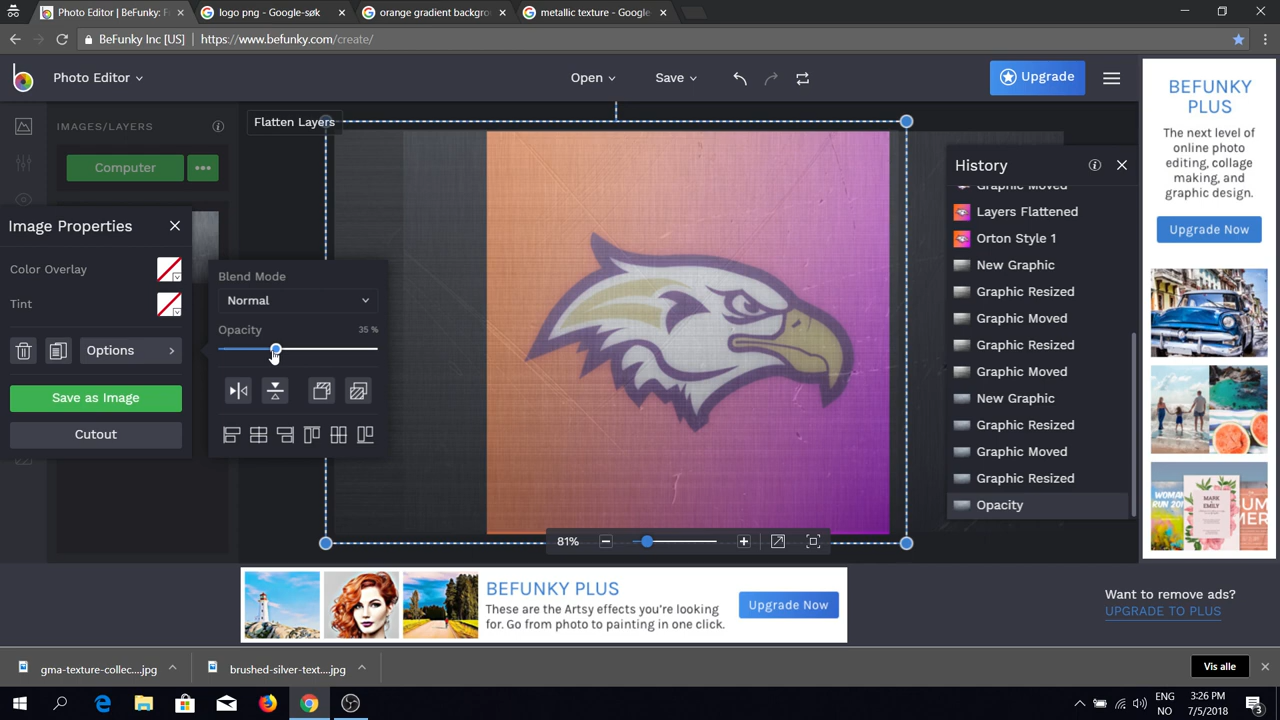 Photo Editor | BeFunky: F
logo png - Google-søk
orange gradient backgro
metallic texture - Google-
BeFunky Inc [US]
https://www.befunky.com/create/
Photo Editor
Open
Save
Upgrade
IMAGES/LAYERS
Flatten Layers
Computer
Image Properties
Color Overlay
Tint
Options
Save as Image
Cutout
Blend Mode
Normal
Opacity
35 %
81%
History
Graphic Moved
Layers Flattened
Orton Style 1
New Graphic
Graphic Resized
Graphic Moved
Graphic Resized
Graphic Moved
New Graphic
Graphic Resized
Graphic Moved
Graphic Resized
Opacity
BEFUNKY
PLUS
The next level of
online photo
editing, collage
making, and
graphic design.
Upgrade Now
MARK
EMILY
BEFUNKY PLUS
These are the Artsy effects you're looking
for. Go from photo to painting in one click.
Upgrade Now
Want to remove ads?
UPGRADE TO PLUS
gma-texture-collec....jpg
brushed-silver-text....jpg
Vis alle
ENG
NO
3:26 PM
7/5/2018
3